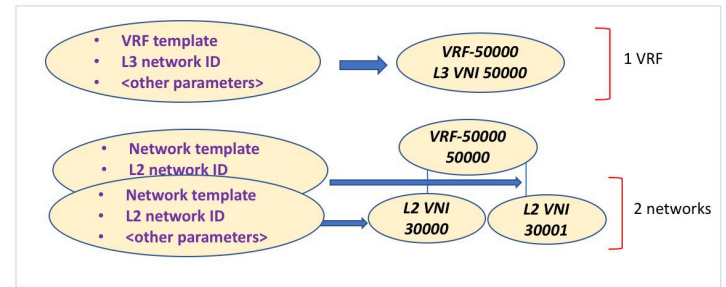 • VRF template
• L3 network ID
• <other parameters>
VRF-50000
L3 VNI 50000
1 VRF
• Network template
• L2 network ID
• Network template
• L2 network ID
• <other parameters>
VRF-50000
50000
L2 VNI
30000
L2 VNI
30001
2 networks